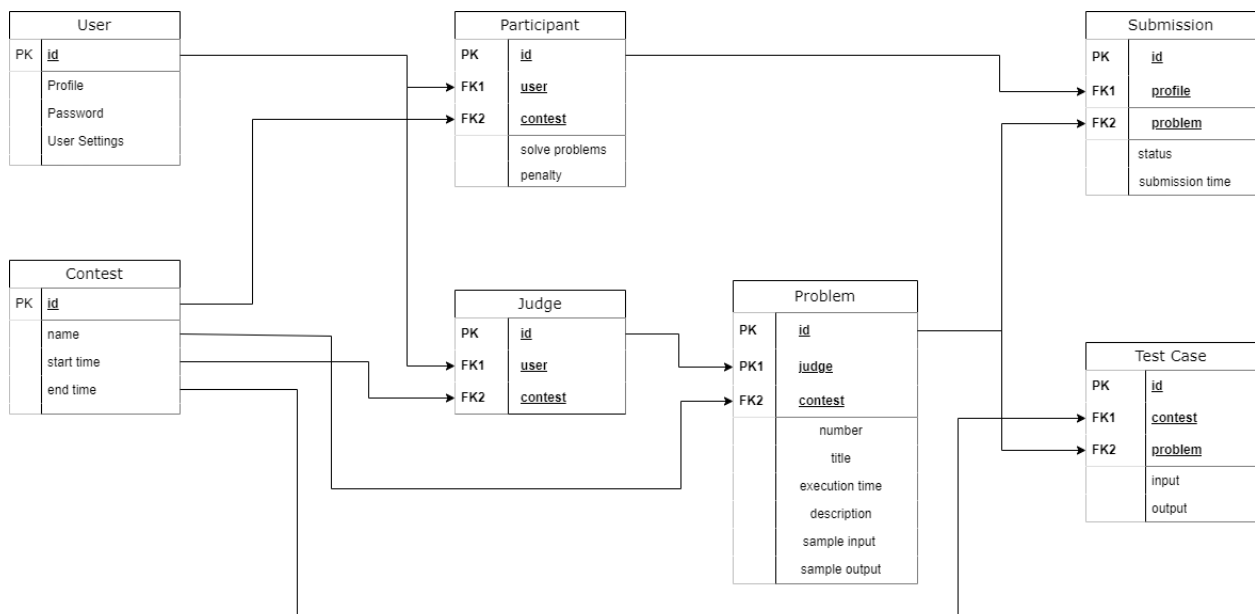 User
PK id
Profile
Password
User Settings
Participant
PK id
FK1 user
FK2 contest
solve problems
penalty
Submission
PK id
FK1 profile
FK2 problem
status
submission time
Contest
PK id
name
start time
end time
Judge
PK id
FK1 user
FK2 contest
Problem
PK id
PK1 judge
FK2 contest
number
title
execution time
description
sample input
sample output
Test Case
PK id
FK1 contest
FK2 problem
input
output